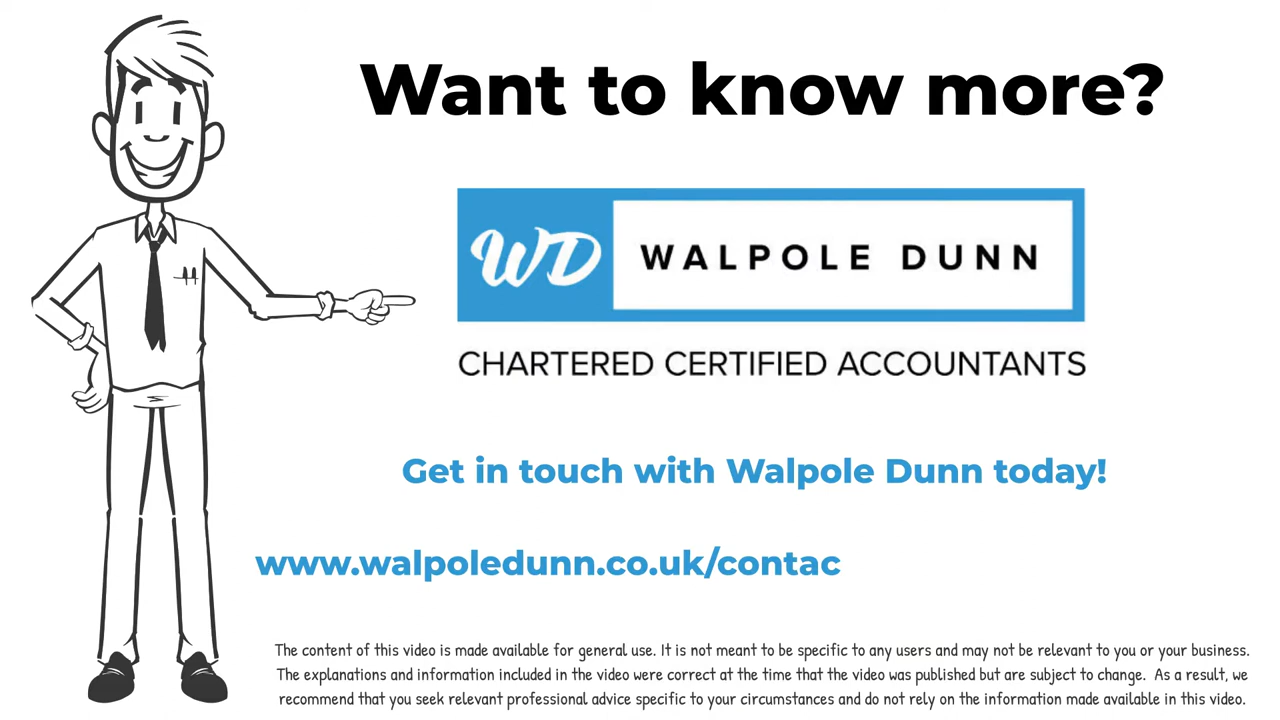 Want to know more?
WD WALPOLE DUNN
CHARTERED CERTIFIED ACCOUNTANTS
Get in touch with Walpole Dunn today!
www.walpoledunn.co.uk/contac
The content of this video is made available for general use. It is not meant to be specific to any users and may not be relevant to you or your business.
The explanations and information included in the video were correct at the time that the video was published but are subject to change. As a result, we
recommend that you seek relevant professional advice specific to your circumstances and do not rely on the information made available in this video.